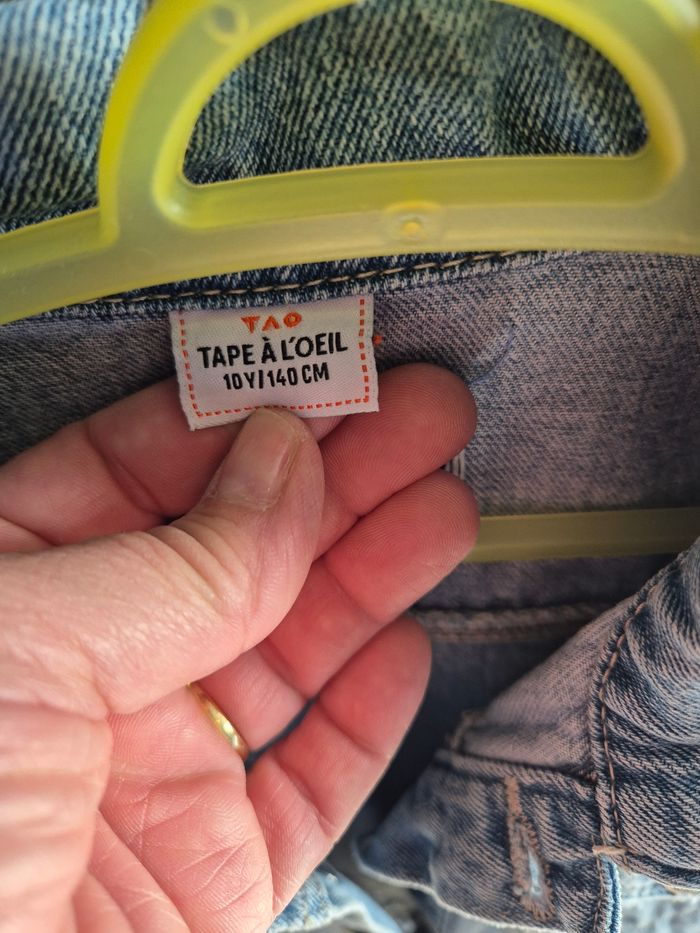 TAO
TAPE À L'OEIL
10Y/140 CM